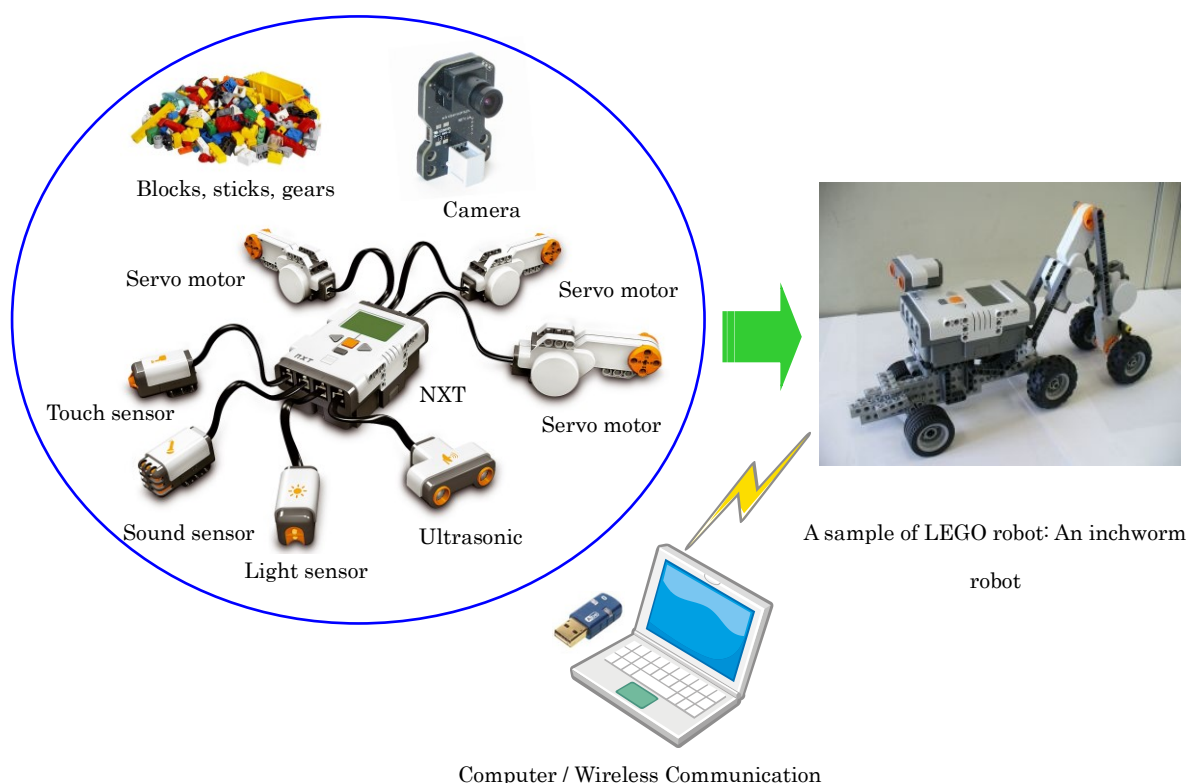 Blocks, sticks, gears
Camera
Servo motor
Servo motor
NXT
nxt
Touch sensor
Servo motor
Sound sensor
Ultrasonic
Light sensor
A sample of LEGO robot: An inchworm
robot
Computer / Wireless Communication